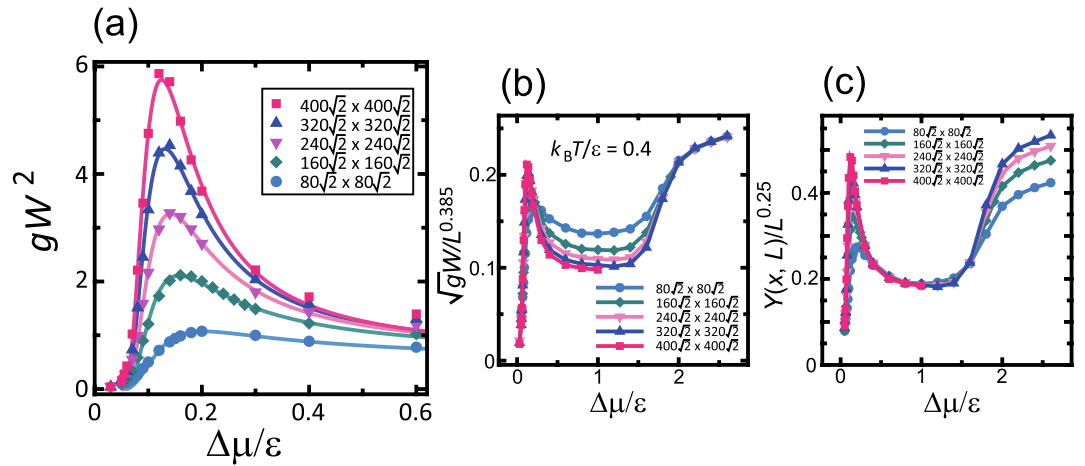 (a)
6
4
2
0
gW²
400√2 x 400√2
320√2 x 320√2
240√2 x 240√2
160√2 x 160√2
80√2 x 80√2
0 0.2 0.4 0.6
Δμ/ε
(b)
k_BT/ε = 0.4
0.2
0.1
0
√gW/L^0.385
80√2 x 80√2
160√2 x 160√2
240√2 x 240√2
320√2 x 320√2
400√2 x 400√2
0 2
Δμ/ε
(c)
80√2 x 80√2
160√2 x 160√2
240√2 x 240√2
320√2 x 320√2
400√2 x 400√2
0.4
0.2
0
Y(x, L)/L^0.25
0 2
Δμ/ε